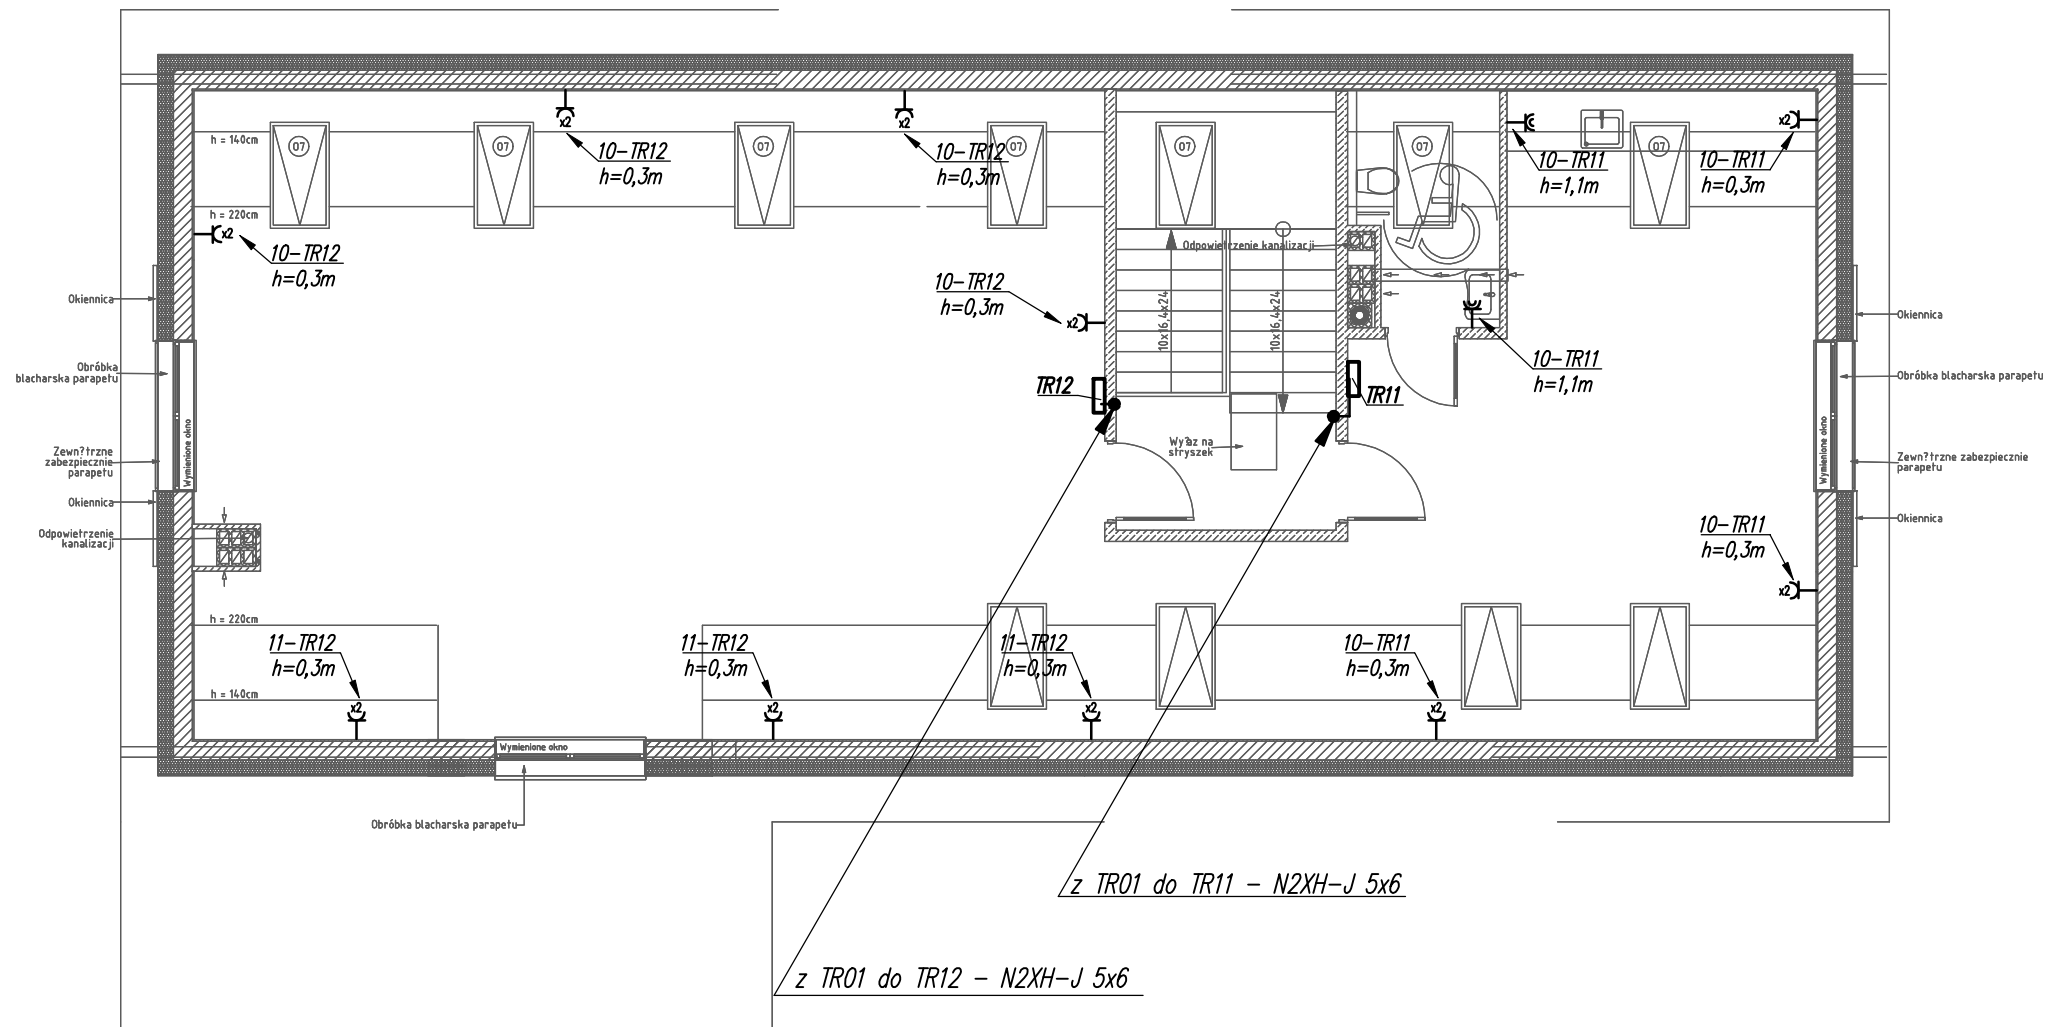 h = 140cm
07
07
07
07
07
07
07
x2
10-TR12
h=0,3m
x2
10-TR12
h=0,3m
10-TR11
h=1,1m
x2
10-TR11
h=0,3m
h = 220cm
x2
10-TR12
h=0,3m
Odpowietrzenie kanalizacji
10-TR12
h=0,3m
x2
10x16,4x24
10x16,4x24
10-TR11
h=1,1m
TR12
TR11
Okiennica
Obróbka
blacharska parapetu
Wymienione okno
Zewn?trzne
zabezpiecznie
parapetu
Okiennica
Odpowietrzenie
kanalizacji
Wy?az na
stryszek
Okiennica
Obróbka blacharska parapetu
Wymienione okno
Zewn?trzne zabezpiecznie
parapetu
Okiennica
10-TR11
h=0,3m
x2
h = 220cm
11-TR12
h=0,3m
x2
h = 140cm
11-TR12
h=0,3m
x2
11-TR12
h=0,3m
x2
10-TR11
h=0,3m
x2
Wymienione okno
Obróbka blacharska parapetu
z TR01 do TR11 - N2XH-J 5x6
z TR01 do TR12 - N2XH-J 5x6